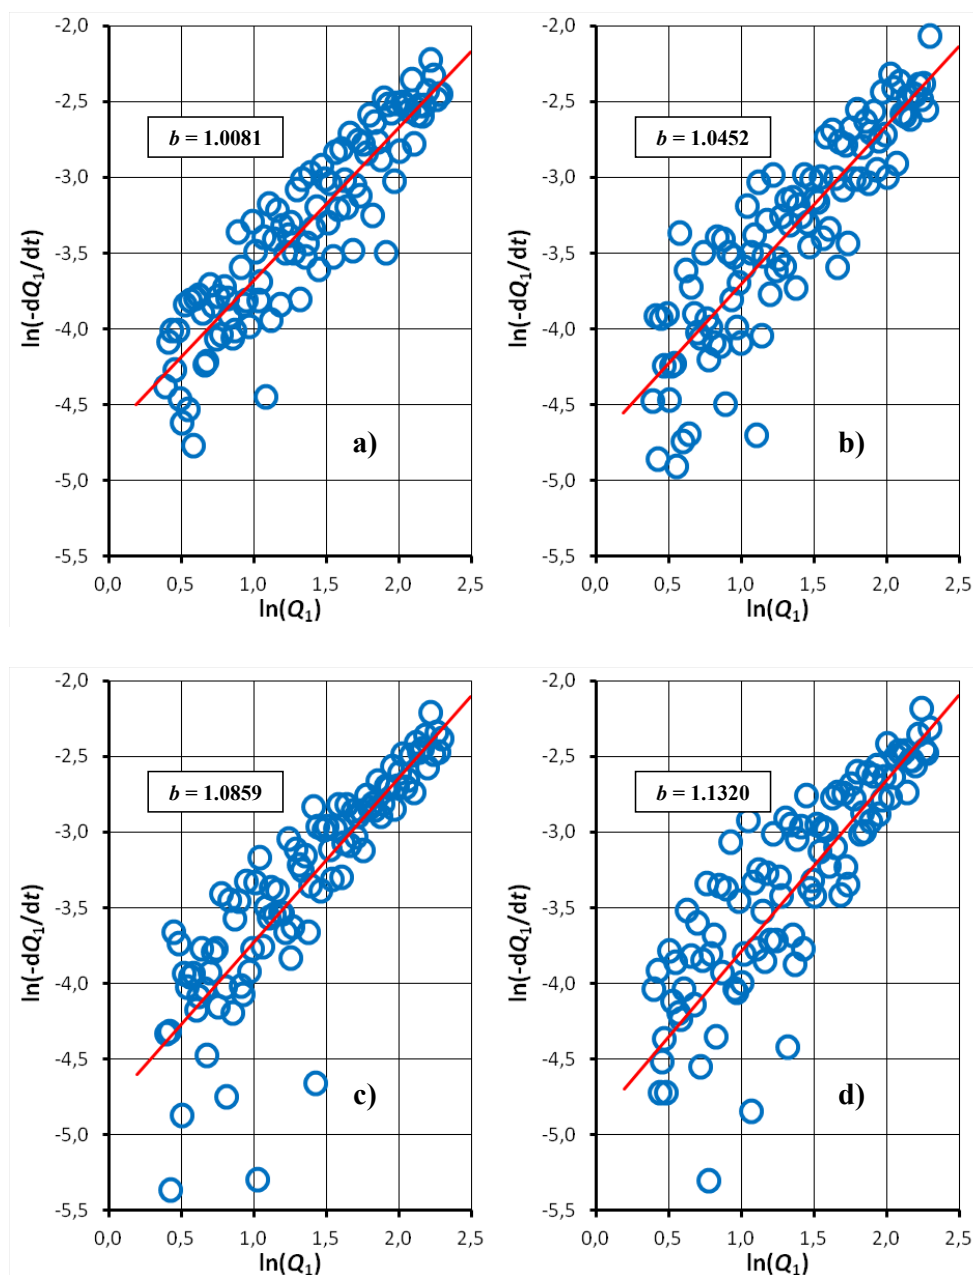 -2,0
-2,5
-3,0
-3,5
-4,0
-4,5
-5,0
-5,5
ln(-dQ₁/dt)
b = 1.0081
a)
0,0 0,5 1,0 1,5 2,0 2,5
ln(Q₁)
-2,0
-2,5
-3,0
-3,5
-4,0
-4,5
-5,0
-5,5
ln(-dQ₁/dt)
b = 1.0452
b)
0,0 0,5 1,0 1,5 2,0 2,5
ln(Q₁)
-2,0
-2,5
-3,0
-3,5
-4,0
-4,5
-5,0
-5,5
ln(-dQ₁/dt)
b = 1.0859
c)
0,0 0,5 1,0 1,5 2,0 2,5
ln(Q₁)
-2,0
-2,5
-3,0
-3,5
-4,0
-4,5
-5,0
-5,5
ln(-dQ₁/dt)
b = 1.1320
d)
0,0 0,5 1,0 1,5 2,0 2,5
ln(Q₁)